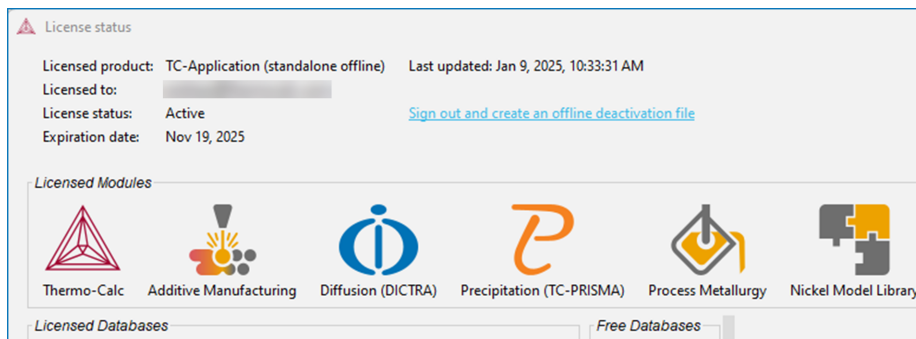 License status
Licensed product: TC-Application (standalone offline) Last updated: Jan 9, 2025, 10:33:31 AM
Licensed to:
License status: Active Sign out and create an offline deactivation file
Expiration date: Nov 19, 2025
Licensed Modules
Thermo-Calc Additive Manufacturing Diffusion (DICTRA) Precipitation (TC-PRISMA) Process Metallurgy Nickel Model Library
Licensed Databases Free Databases